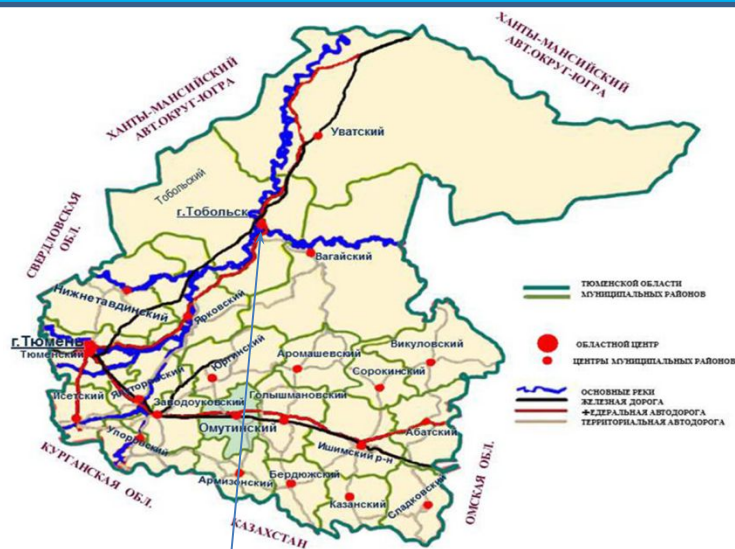 ХАНТЫ-МАНСИЙСКИЙ
АВТ.ОКРУГ-ЮГРА
ХАНТЫ-МАНСИЙСКИЙ
АВТ.ОКРУГ-ЮГРА
Уватский
Тобольский
г.Тобольск
СВЕРДЛОВСКАЯ
ОБЛ.
Вагайский
Нижнетавдинский
Ярковский
ТЮМЕНСКОЙ ОБЛАСТИ
МУНИЦИПАЛЬНЫХ РАЙОНОВ
г.Тюмень
Тюменский
Юргинский
Аромашевский
Викуловский
Сорокинский
ОБЛАСТНОЙ ЦЕНТР
ЦЕНТРЫ МУНИЦИПАЛЬНЫХ РАЙОНОВ
Исетский
Ялуторовский
Заводоуковский
Голышмановский
Омутинский
Упоровский
Абатский
Ишимский р-н
ОСНОВНЫЕ РЕКИ
ЖЕЛЕЗНАЯ ДОРОГА
ФЕДЕРАЛЬНАЯ АВТОДОРОГА
ТЕРРИТОРИАЛЬНАЯ АВТОДОРОГА
Армизонский
Бердюжский
Казанский
Сладковский
КУРГАНСКАЯ ОБЛ.
КАЗАХСТАН
ОМСКАЯ ОБЛ.